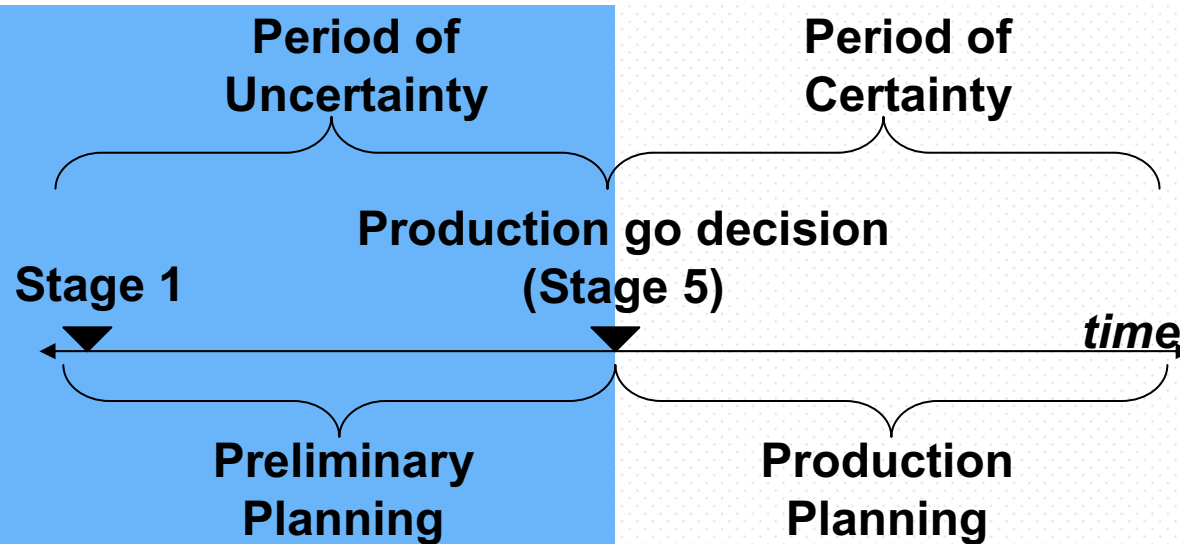 Period of
Uncertainty
Period of
Certainty
Production go decision
(Stage 5)
Stage 1
time
Preliminary
Planning
Production
Planning